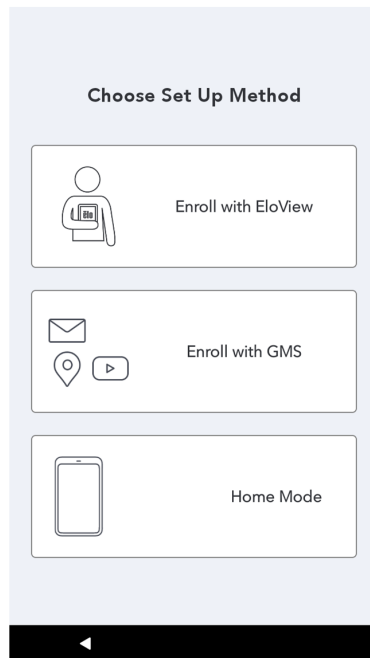 Choose Set Up Method
Elo
Enroll with EloView
Enroll with GMS
Home Mode